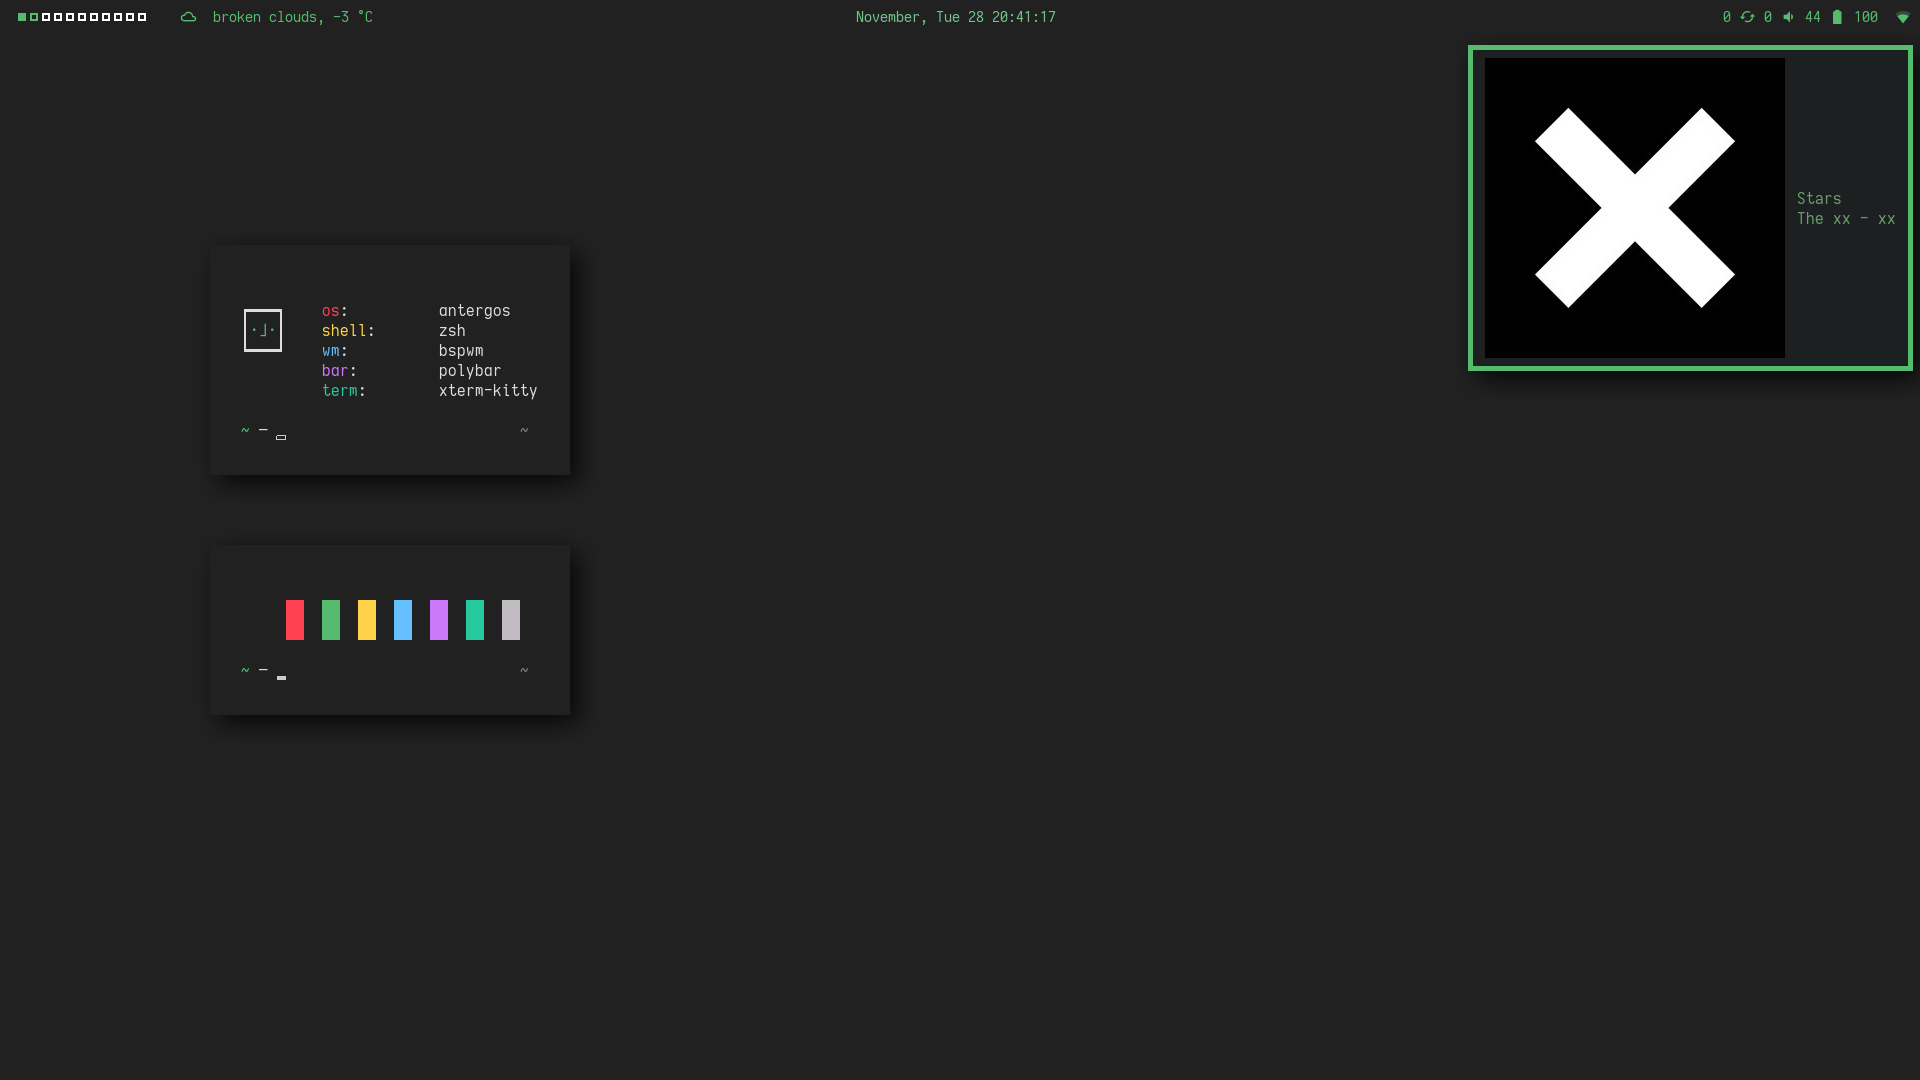 broken clouds, -3 °C
November, Tue 28 20:41:17
0 0 44 100
Stars
The xx - xx
os: antergos
shell: zsh
wm: bspwm
bar: polybar
term: xterm-kitty
~ — ~
~ — ~